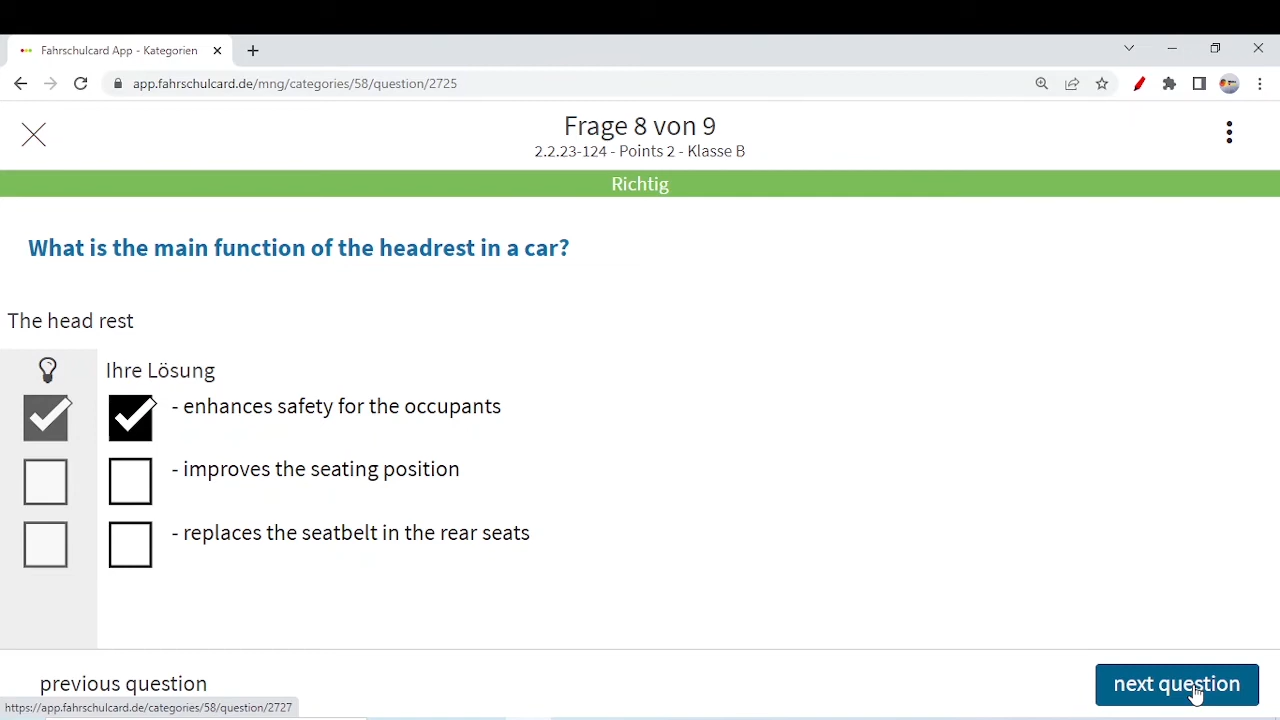 Fahrschulcard App - Kategorien
app.fahrschulcard.de/mng/categories/58/question/2725
Frage 8 von 9
2.2.23-124 - Points 2 - Klasse B
Richtig
What is the main function of the headrest in a car?
The head rest
Ihre Lösung
- enhances safety for the occupants
- improves the seating position
- replaces the seatbelt in the rear seats
previous question
next question
https://app.fahrschulcard.de/categories/58/question/2727